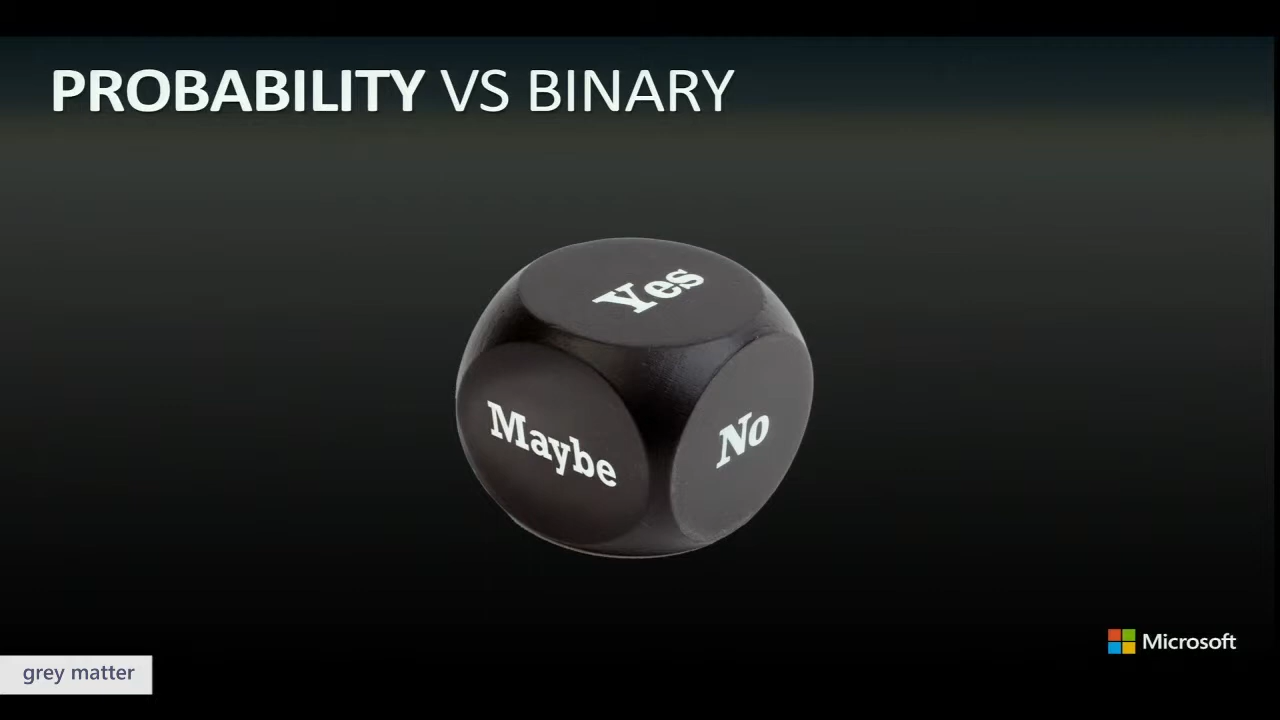 PROBABILITY VS BINARY
Yes
Maybe
No
Microsoft
grey matter